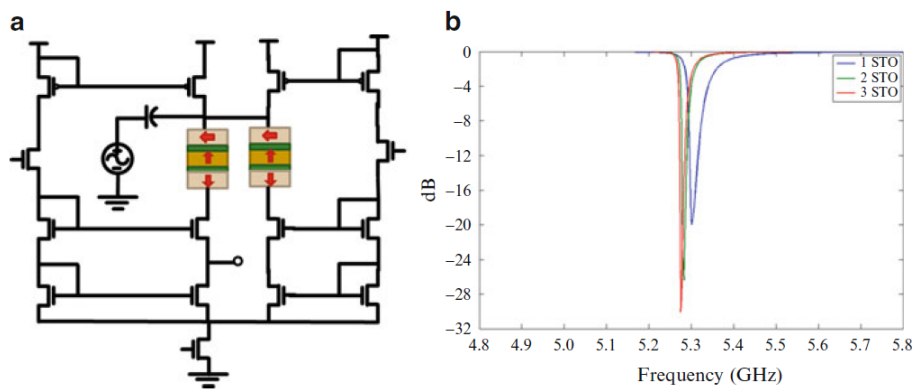 a
b
0
−4
−8
−12
−16
−20
−24
−28
−32
dB
1 STO
2 STO
3 STO
4.8 4.9 5.0 5.1 5.2 5.3 5.4 5.5 5.6 5.7 5.8
Frequency (GHz)